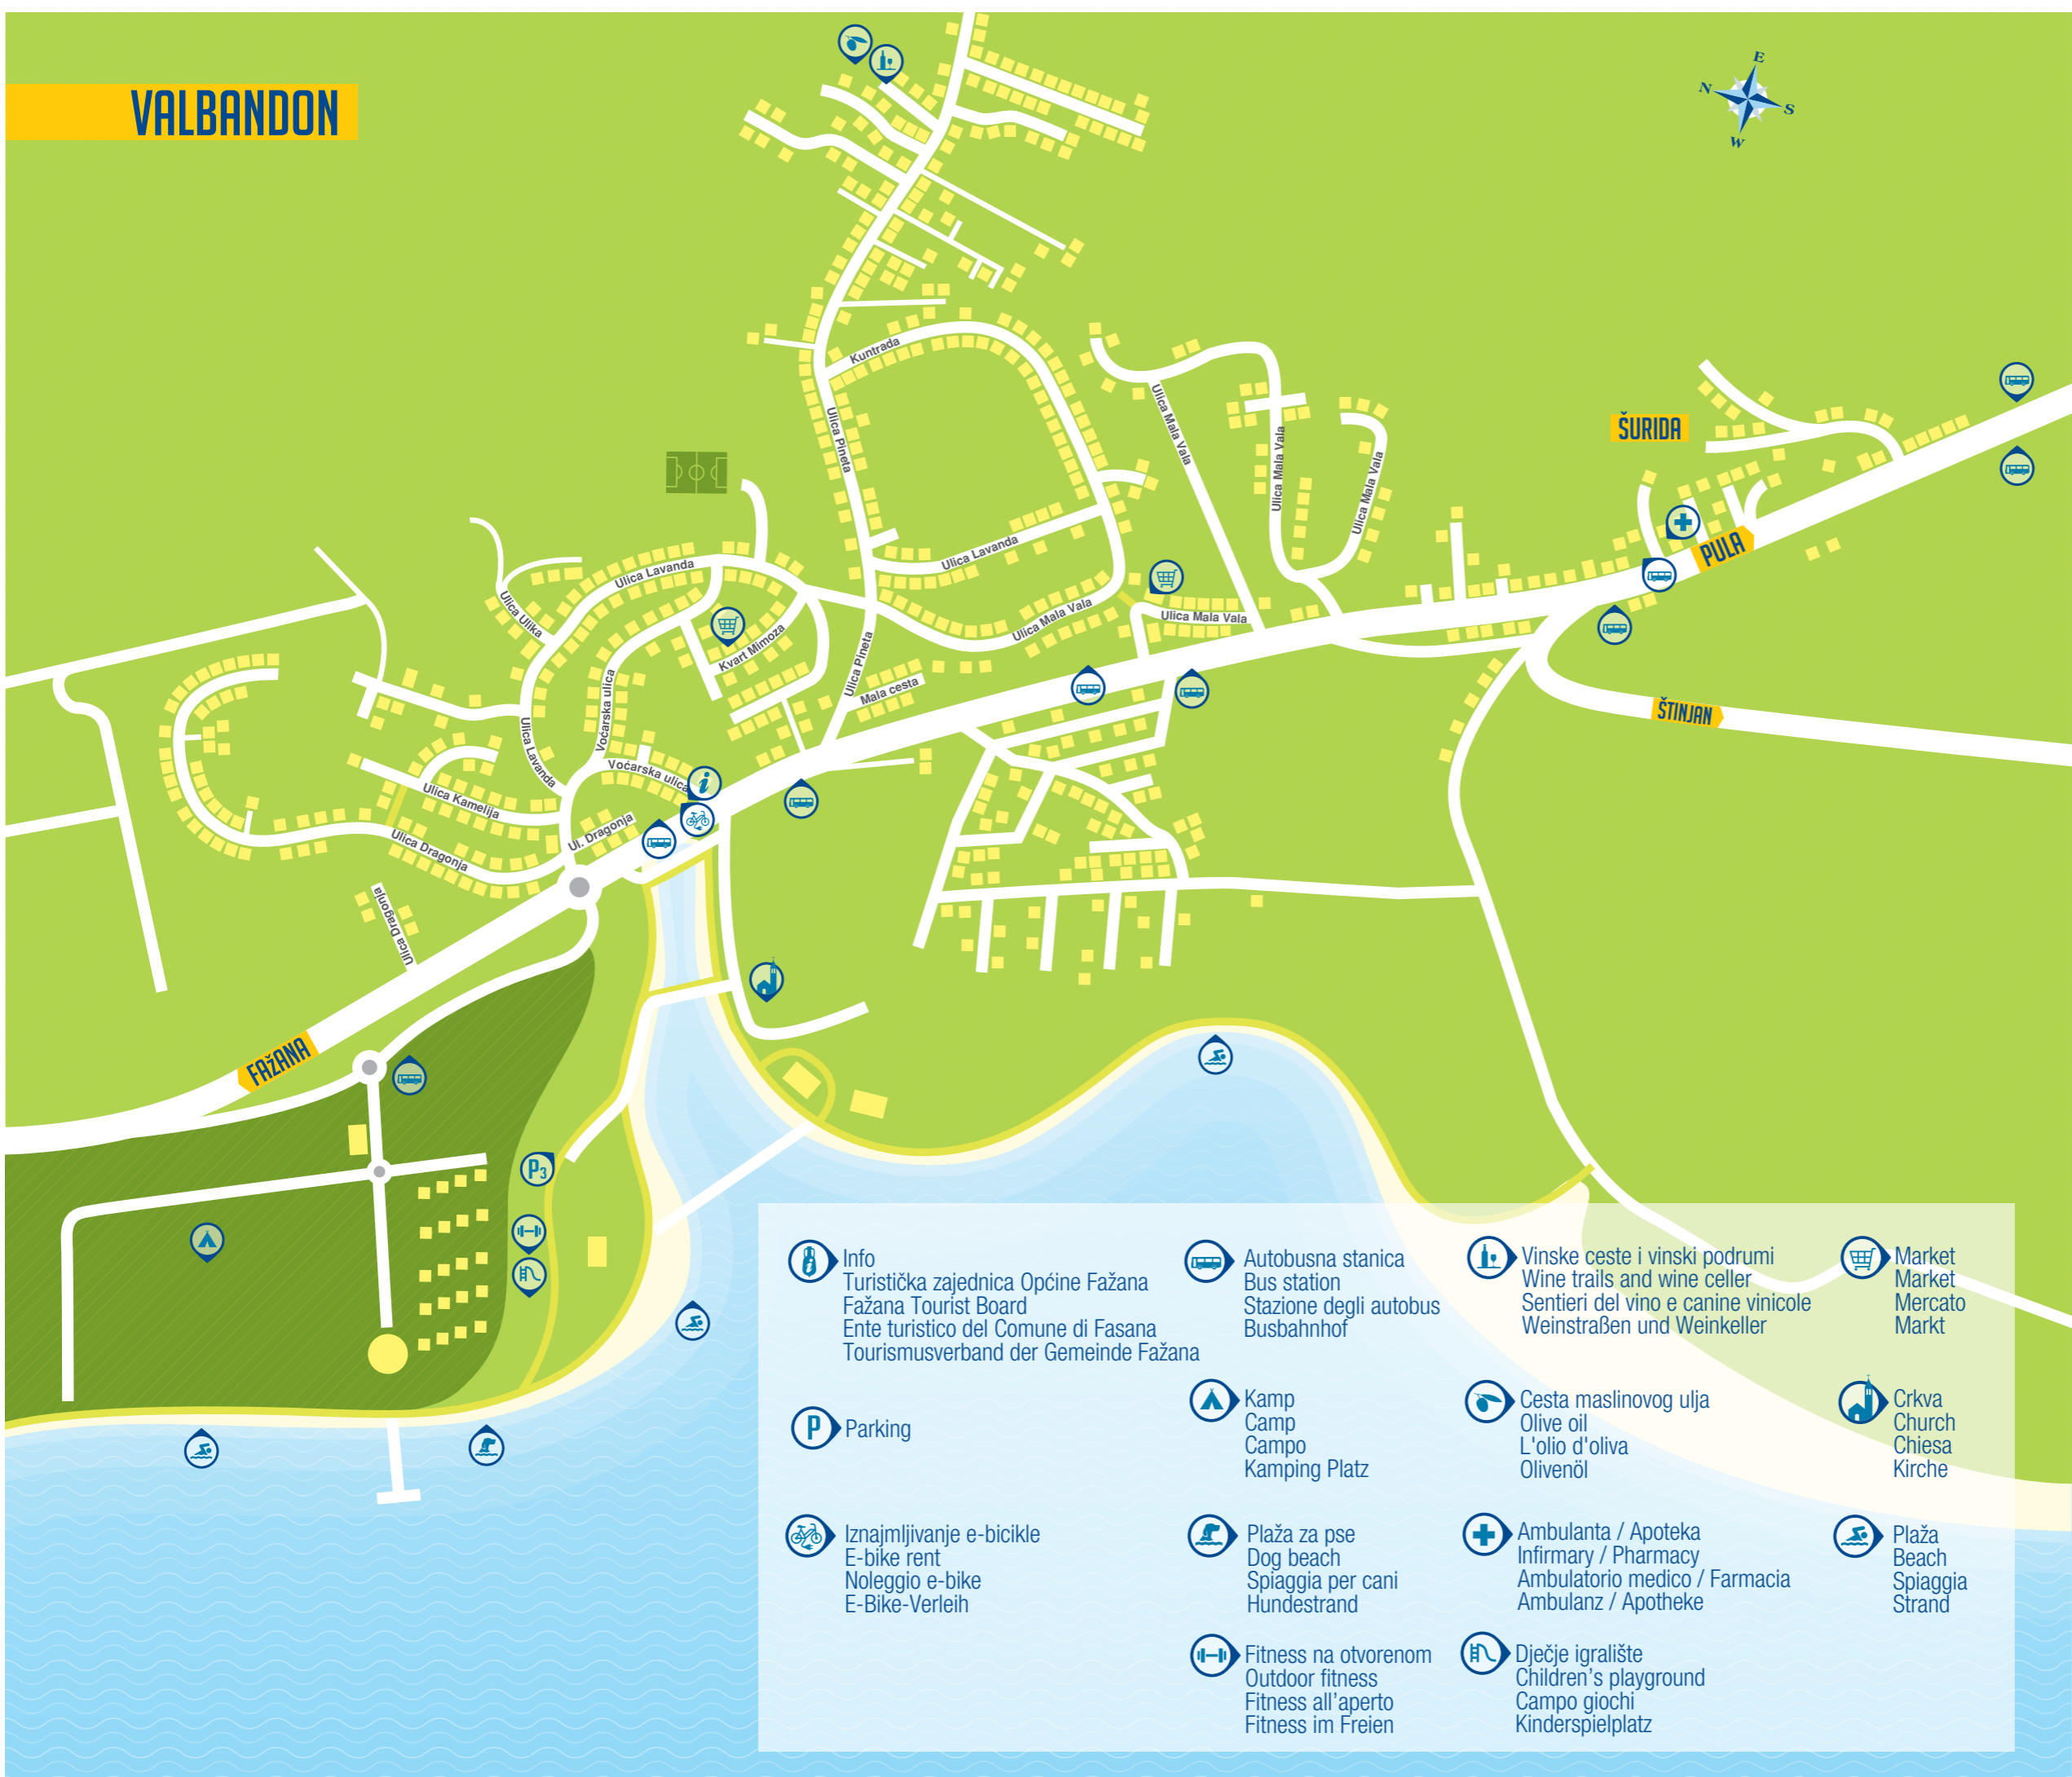 VALBANDON
E
N
S
W
Kuntrada
Ulica Pineta
Ulica Mala Vala
Ulica Mala Vala
Ulica Mala Vala
ŠURIDA
PULA
Ulica Lavanda
Ulica Lavanda
Ulica Ulika
Kvart Mimoza
Ulica Mala Vala
Ulica Mala Vala
Ulica Pineta
Mala cesta
Voćarska ulica
Ulica Lavanda
Voćarska ulica
ŠTINJAN
Ulica Kamelija
Ulica Dragonja
Ul. Dragonja
Ulica Dragonja
FAŽANA
i
P3
Info
Turistička zajednica Općine Fažana
Fažana Tourist Board
Ente turistico del Comune di Fasana
Tourismusverband der Gemeinde Fažana
Autobusna stanica
Bus station
Stazione degli autobus
Busbahnhof
Vinske ceste i vinski podrumi
Wine trails and wine celler
Sentieri del vino e canine vinicole
Weinstraßen und Weinkeller
Market
Market
Mercato
Markt
P
Parking
Kamp
Camp
Campo
Kamping Platz
Cesta maslinovog ulja
Olive oil
L'olio d'oliva
Olivenöl
Crkva
Church
Chiesa
Kirche
Iznajmljivanje e-bicikle
E-bike rent
Noleggio e-bike
E-Bike-Verleih
Plaža za pse
Dog beach
Spiaggia per cani
Hundestrand
Ambulanta / Apoteka
Infirmary / Pharmacy
Ambulatorio medico / Farmacia
Ambulanz / Apotheke
Plaža
Beach
Spiaggia
Strand
Fitness na otvorenom
Outdoor fitness
Fitness all'aperto
Fitness im Freien
Dječje igralište
Children's playground
Campo giochi
Kinderspielplatz